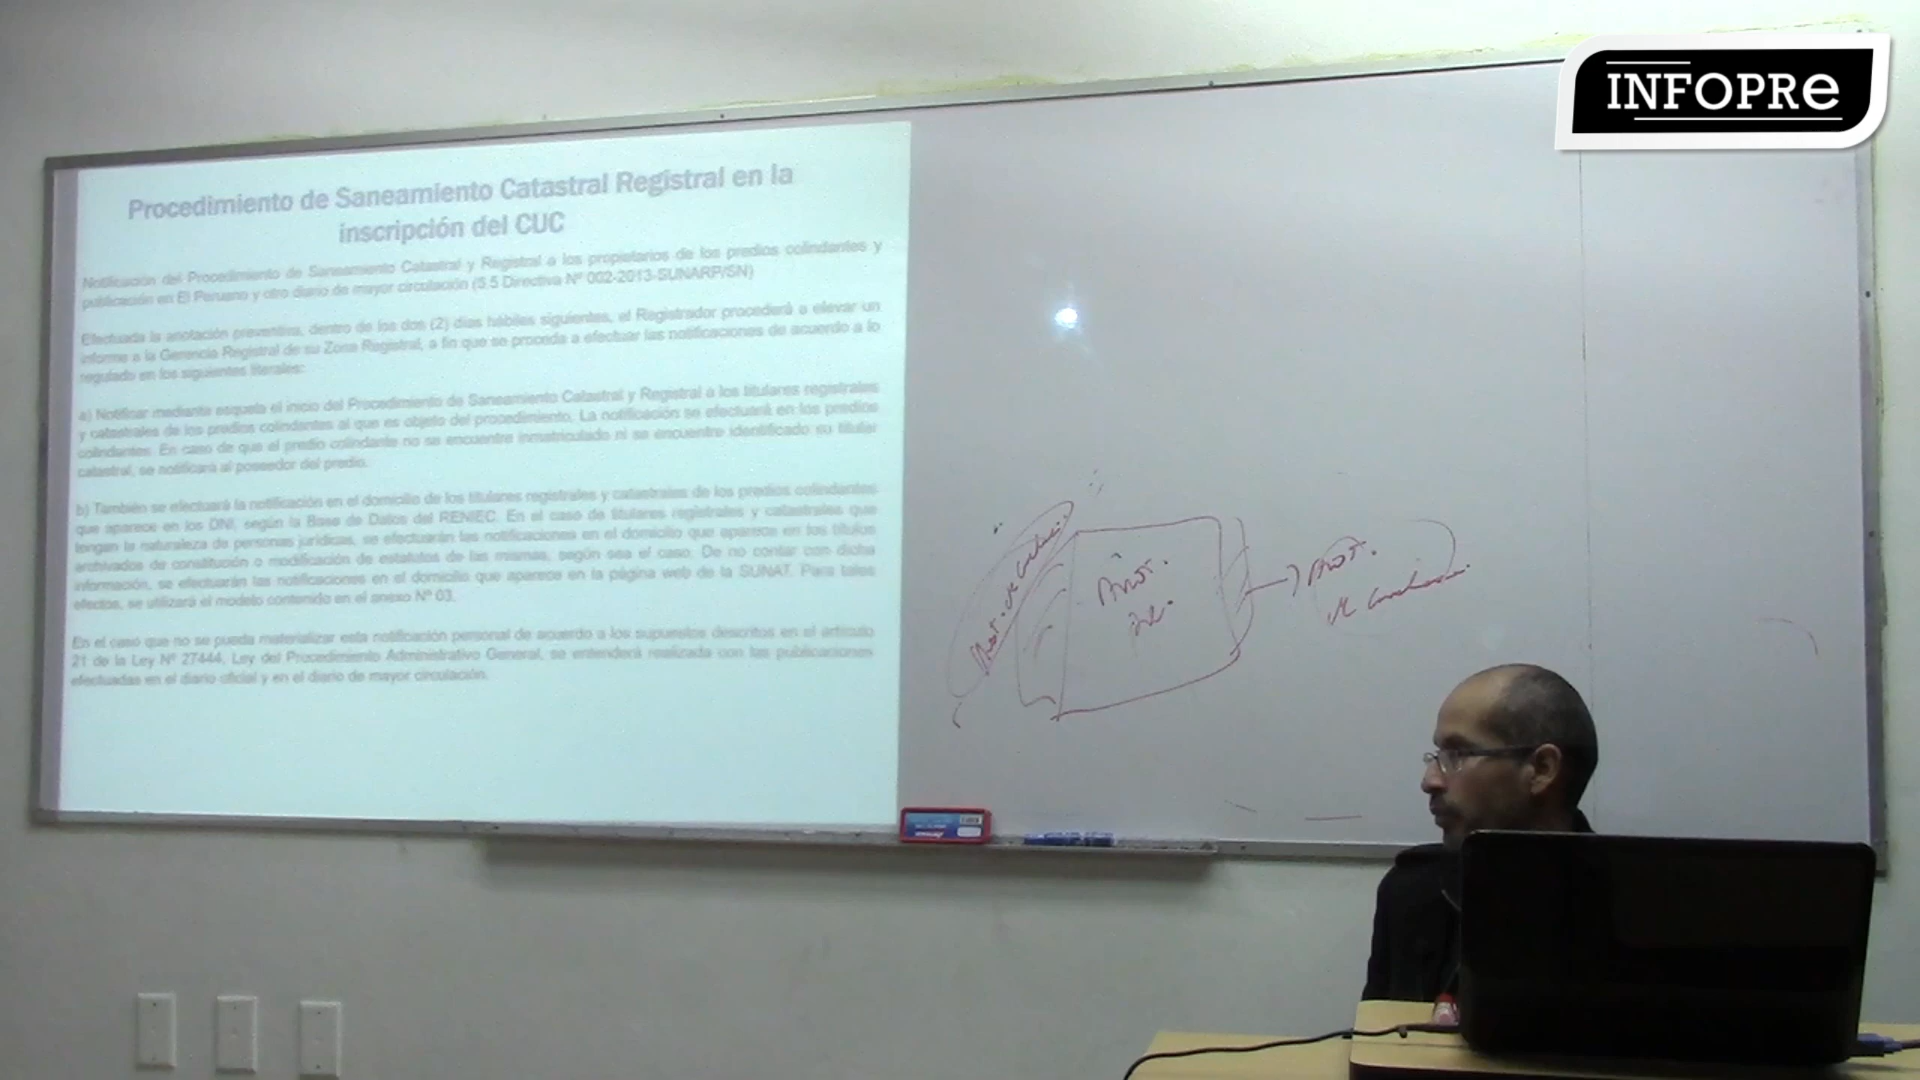 INFOPRe
Procedimiento de Saneamiento Catastral Registral en la
inscripción del CUC
Notificación del Procedimiento de Saneamiento Catastral y Registral a los propietarios de los predios colindantes y
publicación en El Peruano y otro diario de mayor circulación (5.5 Directiva Nº 002-2013-SUNARP/SN)
Efectuada la anotación preventiva, dentro de los dos (2) días hábiles siguientes, el Registrador procederá a elevar un
informe a la Gerencia Registral de su Zona Registral, a fin que se proceda a efectuar las notificaciones de acuerdo a lo
regulado en los siguientes literales:
a) Notificar mediante esquela el inicio del Procedimiento de Saneamiento Catastral y Registral a los titulares registrales
y catastrales de los predios colindantes al que es objeto del procedimiento. La notificación se efectuará en los predios
colindantes. En caso de que el predio colindante no se encuentre inmatriculado ni se encuentre identificado su titular
catastral, se notificará al poseedor del predio.
b) También se efectuará la notificación en el domicilio de los titulares registrales y catastrales de los predios colindantes
que aparece en los DNI, según la Base de Datos del RENIEC. En el caso de titulares registrales y catastrales que
tengan la naturaleza de personas jurídicas, se efectuarán las notificaciones en el domicilio que aparece en los títulos
archivados de constitución o modificación de estatutos de las mismas, según sea el caso. De no contar con dicha
información, se efectuarán las notificaciones en el domicilio que aparece en la página web de la SUNAT. Para tales
efectos, se utilizará el modelo contenido en el anexo Nº 03.
En el caso que no se pueda materializar esta notificación personal de acuerdo a los supuestos descritos en el artículo
21 de la Ley Nº 27444, Ley del Procedimiento Administrativo General, se entenderá realizada con las publicaciones
efectuadas en el diario oficial y en el diario de mayor circulación.